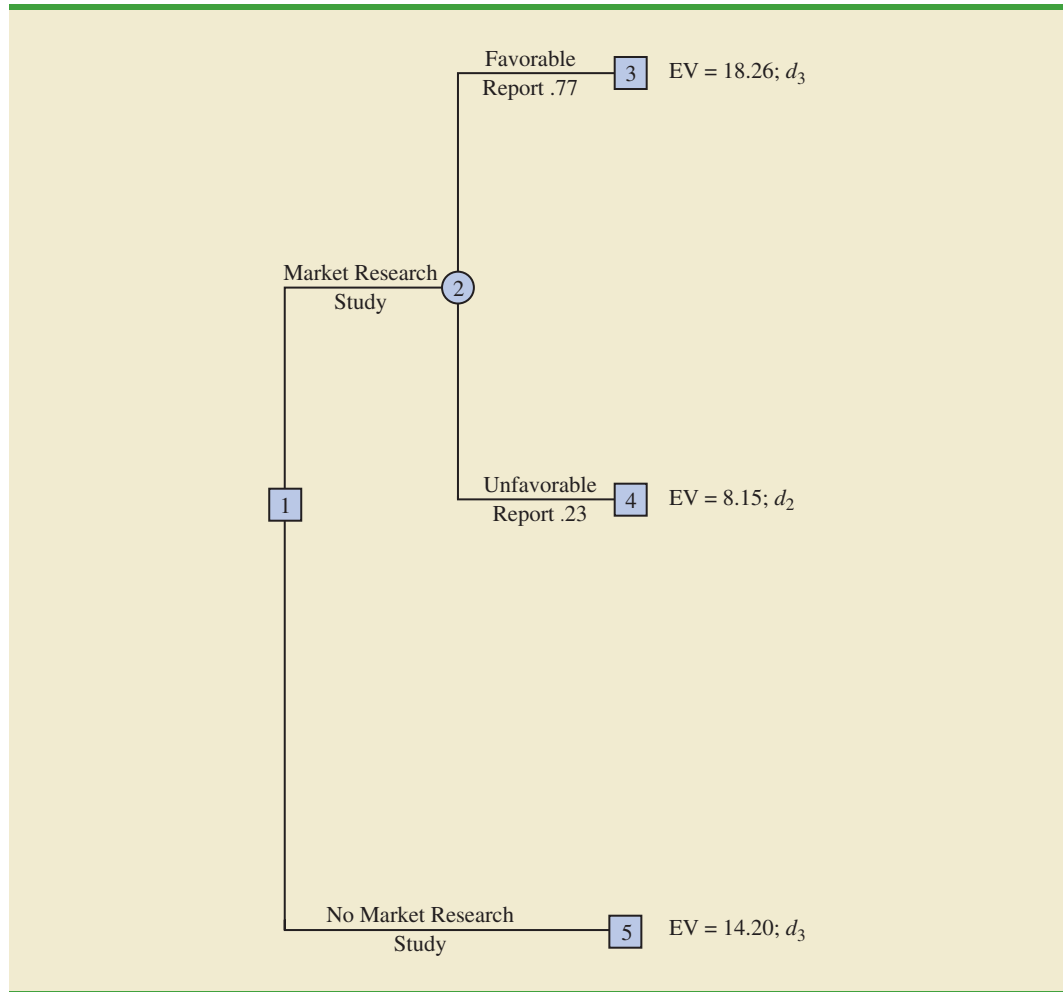 Favorable
Report .77
3
EV = 18.26; d₃
Market Research
Study
2
Unfavorable
Report .23
4
EV = 8.15; d₂
1
No Market Research
Study
5
EV = 14.20; d₃